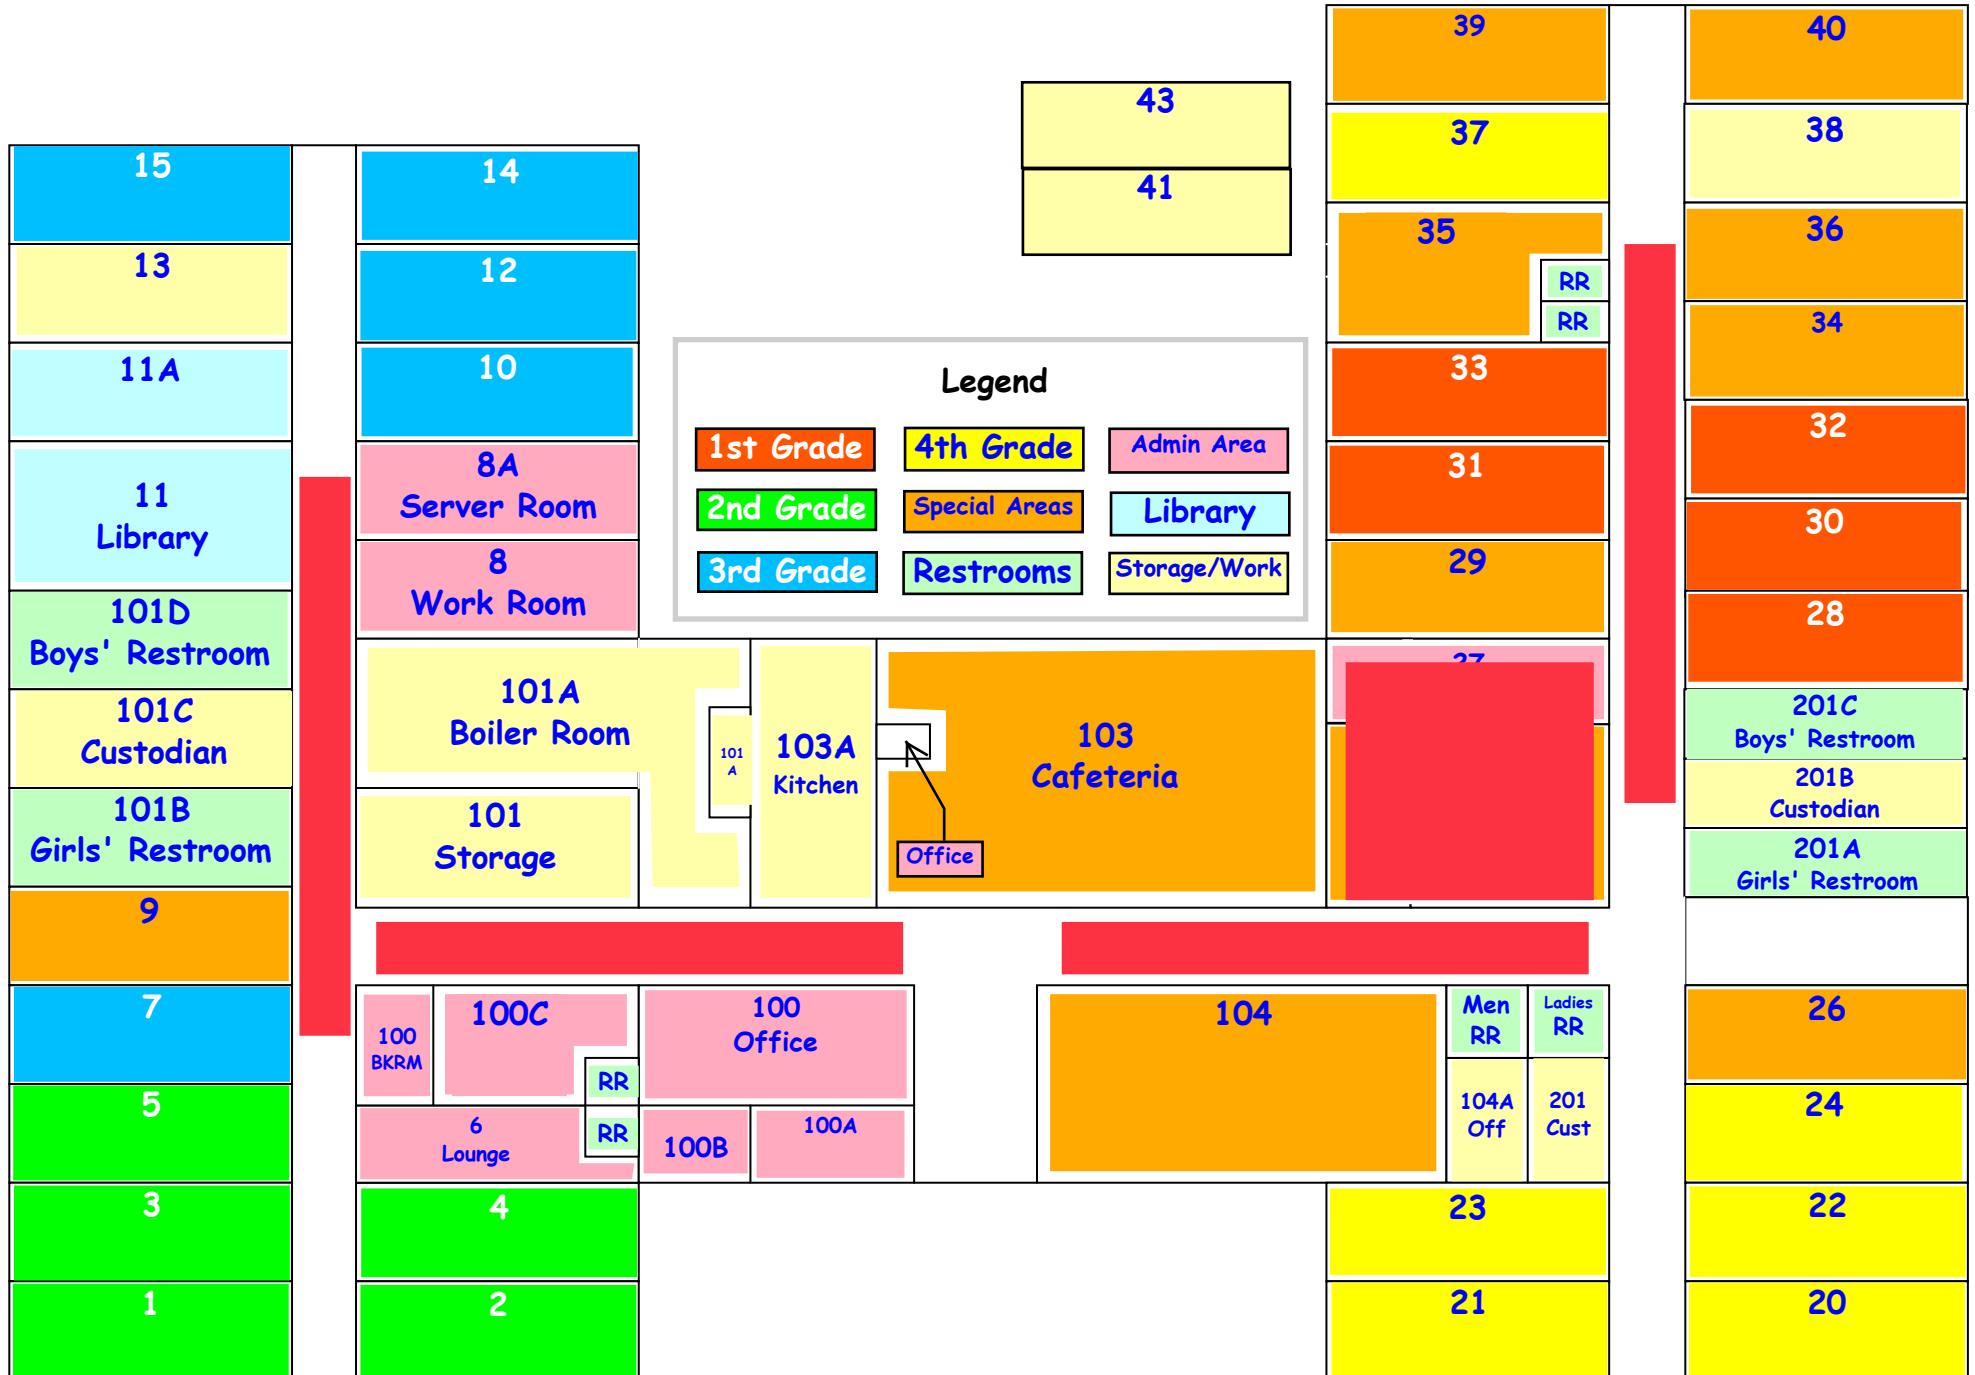 39
40
43
37
38
41
15
14
35
36
13
12
RR
RR
34
11A
10
Legend
33
32
1st Grade
4th Grade
Admin Area
8A
Server Room
31
11
Library
2nd Grade
Special Areas
Library
30
8
Work Room
3rd Grade
Restrooms
Storage/Work
29
101D
Boys' Restroom
28
27
101A
Boiler Room
101C
Custodian
101
A
103A
Kitchen
103
Cafeteria
201C
Boys' Restroom
201B
Custodian
101B
Girls' Restroom
101
Storage
Office
201A
Girls' Restroom
9
7
100
BKRM
100C
100
Office
104
Men
RR
Ladies
RR
26
RR
5
6
Lounge
RR
100B
100A
104A
Off
201
Cust
24
3
4
23
22
1
2
21
20